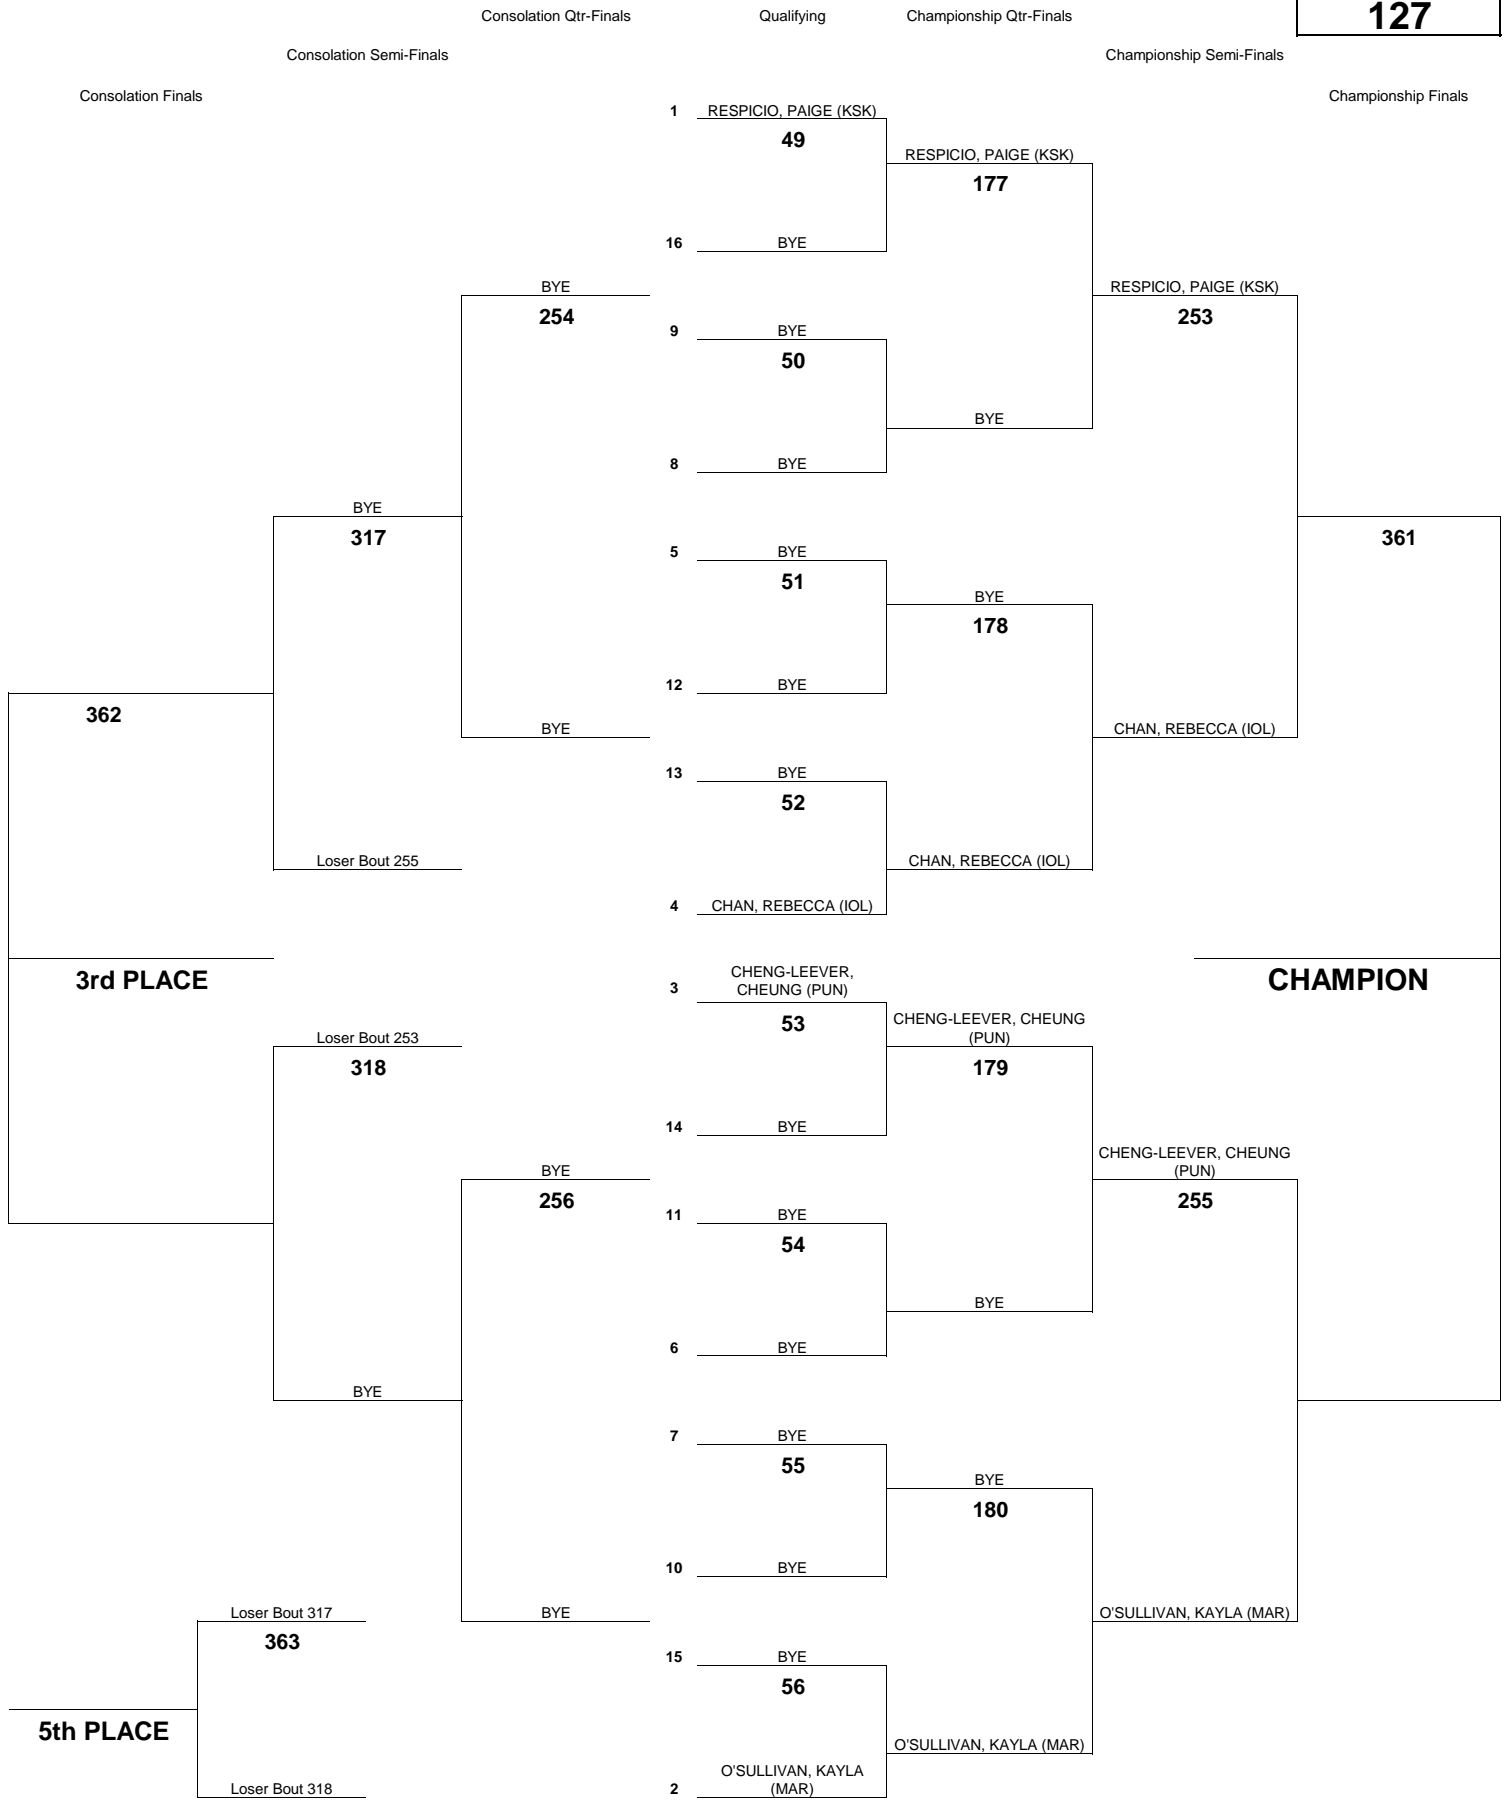 Consolation Qtr-Finals
Qualifying
Championship Qtr-Finals
127
Consolation Semi-Finals
Championship Semi-Finals
Consolation Finals
Championship Finals
1 RESPICIO, PAIGE (KSK)
49
RESPICIO, PAIGE (KSK)
177
16 BYE
BYE
254
RESPICIO, PAIGE (KSK)
253
9 BYE
50
BYE
8 BYE
BYE
317
361
5 BYE
51
BYE
178
12 BYE
362
BYE
CHAN, REBECCA (IOL)
13 BYE
52
Loser Bout 255
CHAN, REBECCA (IOL)
4 CHAN, REBECCA (IOL)
3rd PLACE
CHAMPION
CHENG-LEEVER,
3 CHEUNG (PUN)
53
CHENG-LEEVER, CHEUNG
(PUN)
179
Loser Bout 253
318
14 BYE
BYE
256
CHENG-LEEVER, CHEUNG
(PUN)
255
11 BYE
54
BYE
6 BYE
BYE
7 BYE
55
BYE
180
10 BYE
Loser Bout 317
363
BYE
O'SULLIVAN, KAYLA (MAR)
15 BYE
56
5th PLACE
O'SULLIVAN, KAYLA (MAR)
O'SULLIVAN, KAYLA
2 (MAR)
Loser Bout 318